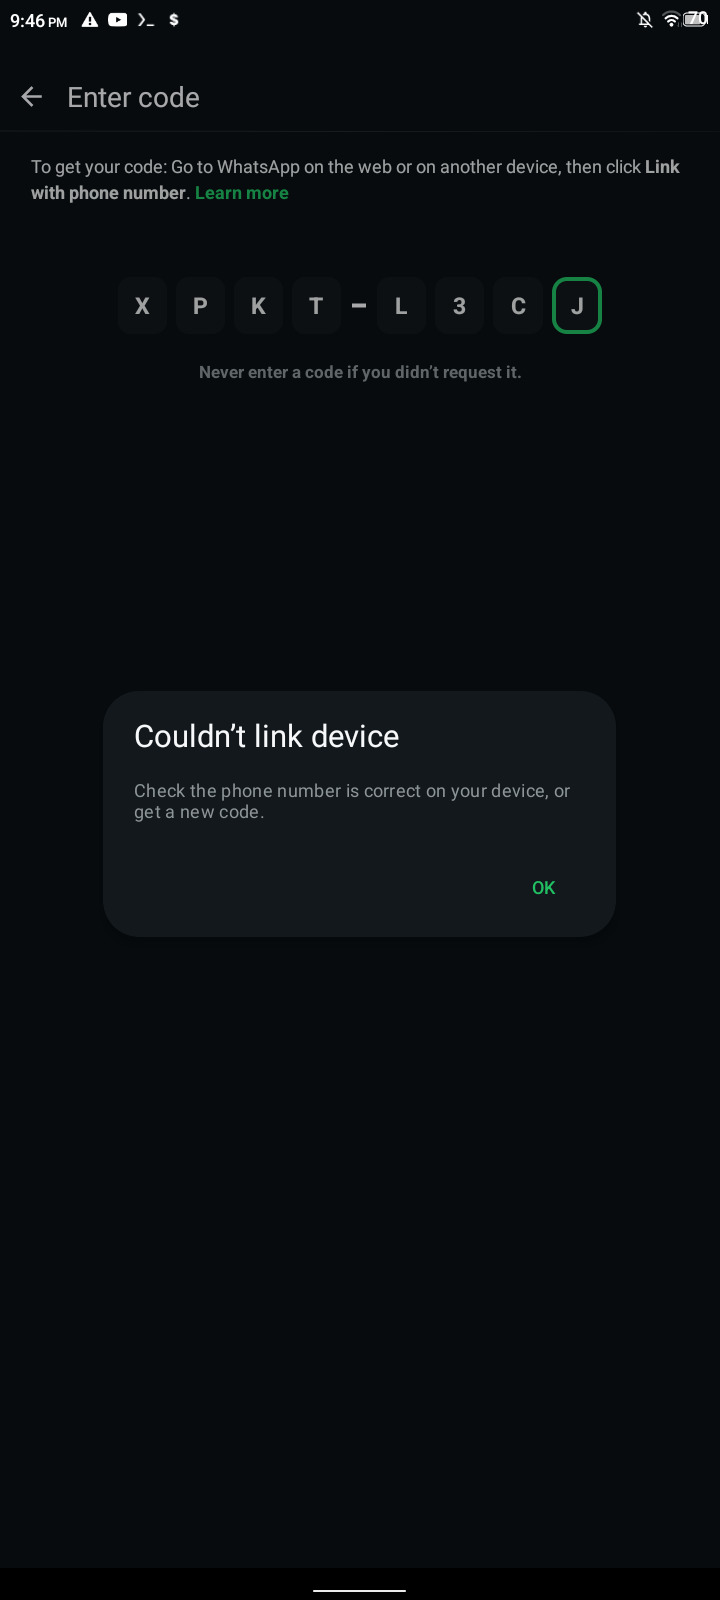 9:46 PM >_ $ 70
Enter code
To get your code: Go to WhatsApp on the web or on another device, then click Link
with phone number. Learn more
X P K T – L 3 C J
Never enter a code if you didn’t request it.
Couldn’t link device
Check the phone number is correct on your device, or
get a new code.
OK